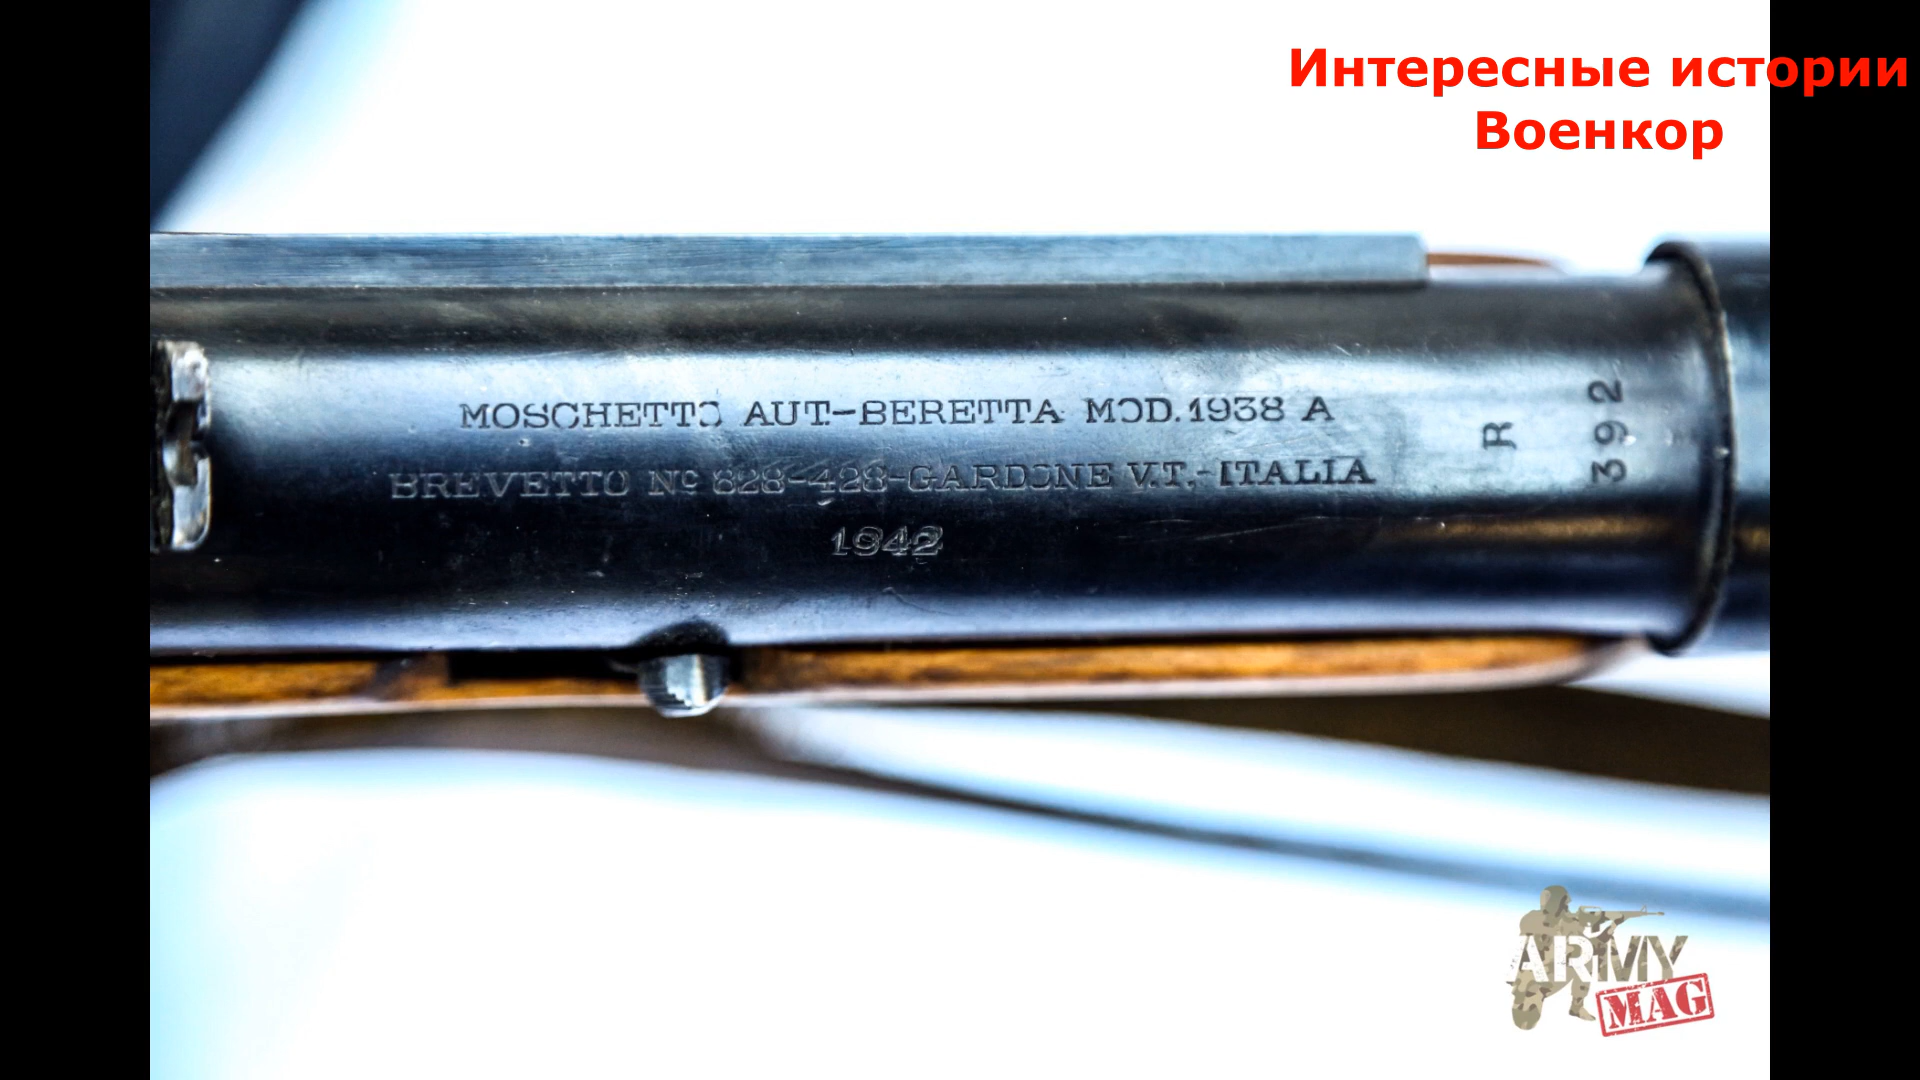 Интересные истории
Военкор
MOSCHETTO AUT-BERETTA MOD.1938 A
BREVETTO Nº 828-428-GARDONE V.T.-ITALIA
1942
R
392
ARMY
MAG